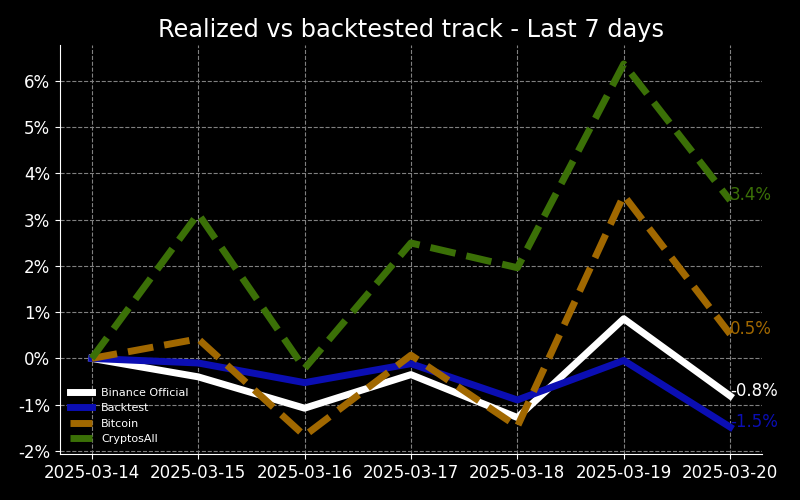 Realized vs backtested track - Last 7 days
6%
5%
4%
3%
2%
1%
0%
-1%
-2%
3.4%
0.5%
-0.8%
-1.5%
Binance Official
Backtest
Bitcoin
CryptosAll
2025-03-14 2025-03-15 2025-03-16 2025-03-17 2025-03-18 2025-03-19 2025-03-20